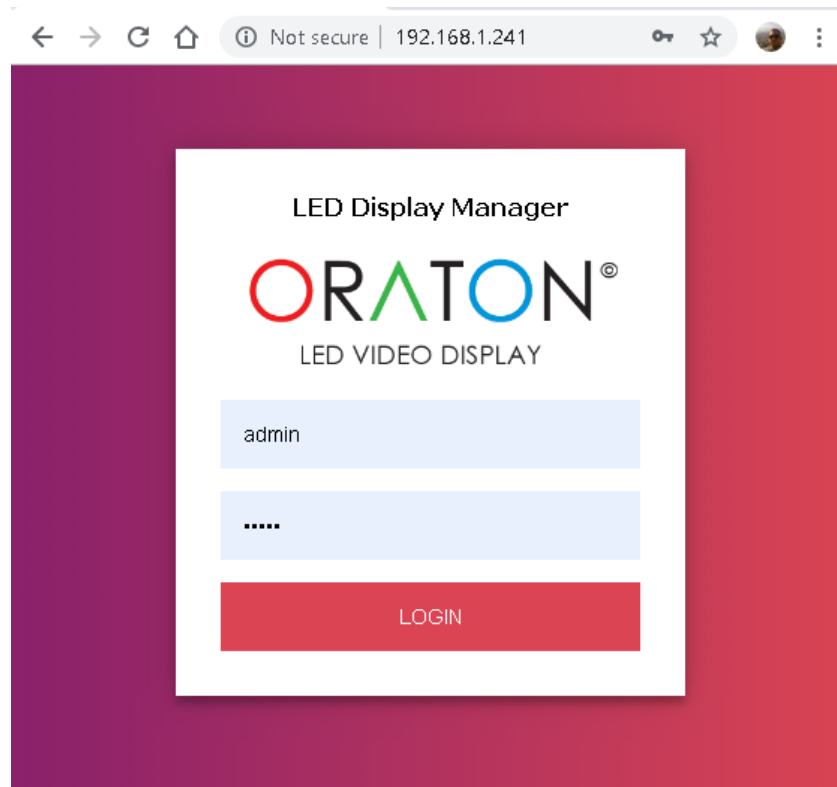 Not secure | 192.168.1.241
LED Display Manager
ORATON©
LED VIDEO DISPLAY
admin
•••••
LOGIN